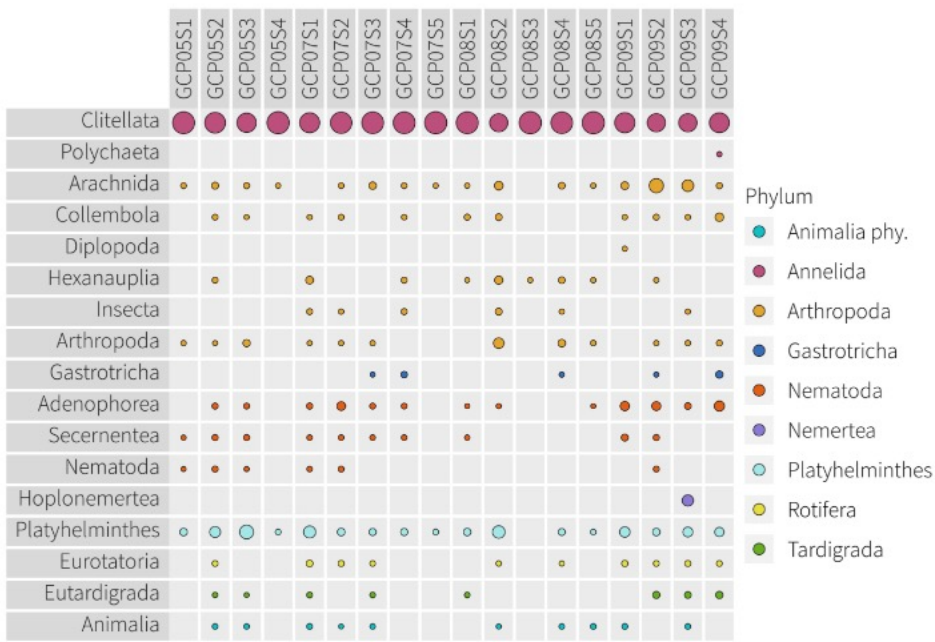 GCP05S1
GCP05S2
GCP05S3
GCP05S4
GCP07S1
GCP07S2
GCP07S3
GCP07S4
GCP07S5
GCP08S1
GCP08S2
GCP08S3
GCP08S4
GCP08S5
GCP09S1
GCP09S2
GCP09S3
GCP09S4
Clitellata
Polychaeta
Arachnida
Collembola
Diplopoda
Hexanauplia
Insecta
Arthropoda
Gastrotricha
Adenophorea
Secernentea
Nematoda
Hoplonemertea
Platyhelminthes
Eurotatoria
Eutardigrada
Animalia
Phylum
Animalia phy.
Annelida
Arthropoda
Gastrotricha
Nematoda
Nemertea
Platyhelminthes
Rotifera
Tardigrada